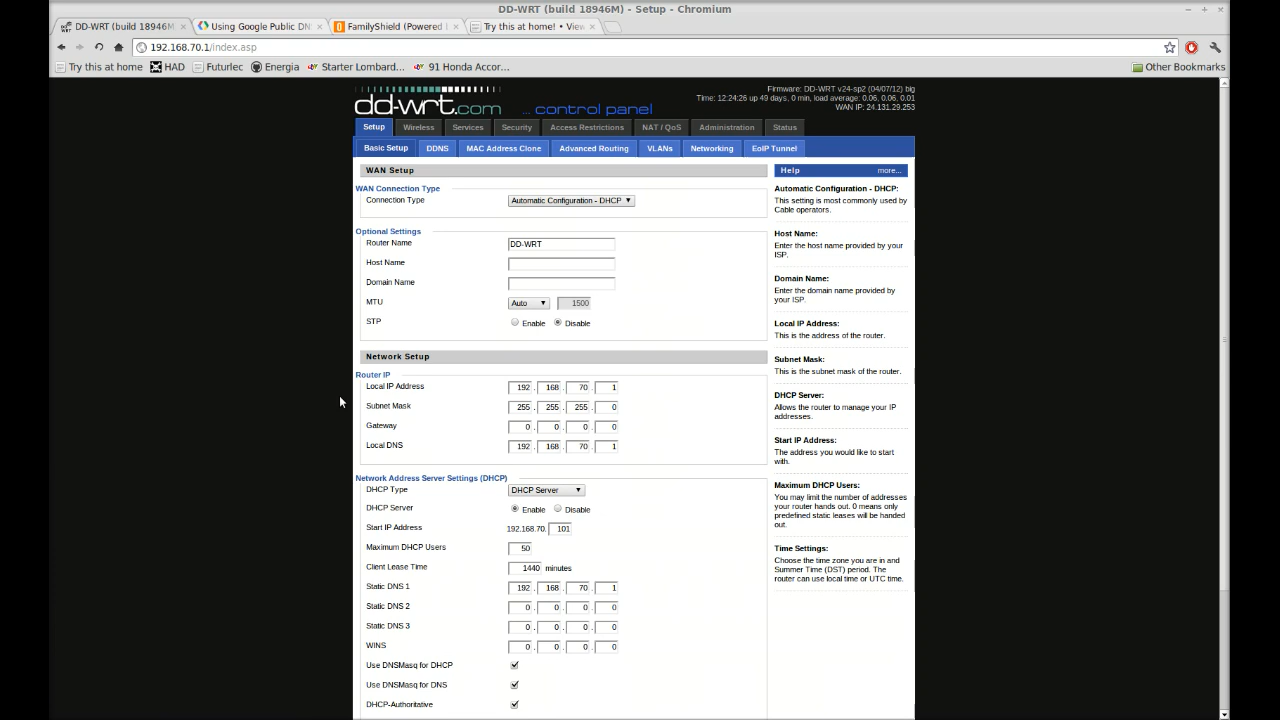 DD-WRT (build 18946M) - Setup - Chromium
DD-WRT (build 18946M)
Using Google Public DN
FamilyShield (Powered
Try this at home! • View
192.168.70.1/index.asp
Try this at home
HAD
Futurlec
Energia
Starter Lombard...
91 Honda Accor...
Other Bookmarks
dd-wrt.com ... control panel
Firmware: DD-WRT v24-sp2 (04/07/12) big
Time: 12:24:26 up 49 days, 0 min, load average: 0.06, 0.06, 0.01
WAN IP: 24.131.29.253
Setup Wireless Services Security Access Restrictions NAT / QoS Administration Status
Basic Setup DDNS MAC Address Clone Advanced Routing VLANs Networking EoIP Tunnel
WAN Setup
WAN Connection Type
Connection Type Automatic Configuration - DHCP
Optional Settings
Router Name DD-WRT
Host Name
Domain Name
MTU Auto 1500
STP Enable Disable
Network Setup
Router IP
Local IP Address 192 . 168 . 70 . 1
Subnet Mask 255 . 255 . 255 . 0
Gateway 0 . 0 . 0 . 0
Local DNS 192 . 168 . 70 . 1
Network Address Server Settings (DHCP)
DHCP Type DHCP Server
DHCP Server Enable Disable
Start IP Address 192.168.70. 101
Maximum DHCP Users 50
Client Lease Time 1440 minutes
Static DNS 1 192 . 168 . 70 . 1
Static DNS 2 0 . 0 . 0 . 0
Static DNS 3 0 . 0 . 0 . 0
WINS 0 . 0 . 0 . 0
Use DNSMasq for DHCP
Use DNSMasq for DNS
DHCP-Authoritative
Help more...
Automatic Configuration - DHCP:
This setting is most commonly used by
Cable operators.
Host Name:
Enter the host name provided by your
ISP.
Domain Name:
Enter the domain name provided by
your ISP.
Local IP Address:
This is the address of the router.
Subnet Mask:
This is the subnet mask of the router.
DHCP Server:
Allows the router to manage your IP
addresses.
Start IP Address:
The address you would like to start
with.
Maximum DHCP Users:
You may limit the number of addresses
your router hands out. 0 means only
predefined static leases will be handed
out.
Time Settings:
Choose the time zone you are in and
Summer Time (DST) period. The
router can use local time or UTC time.